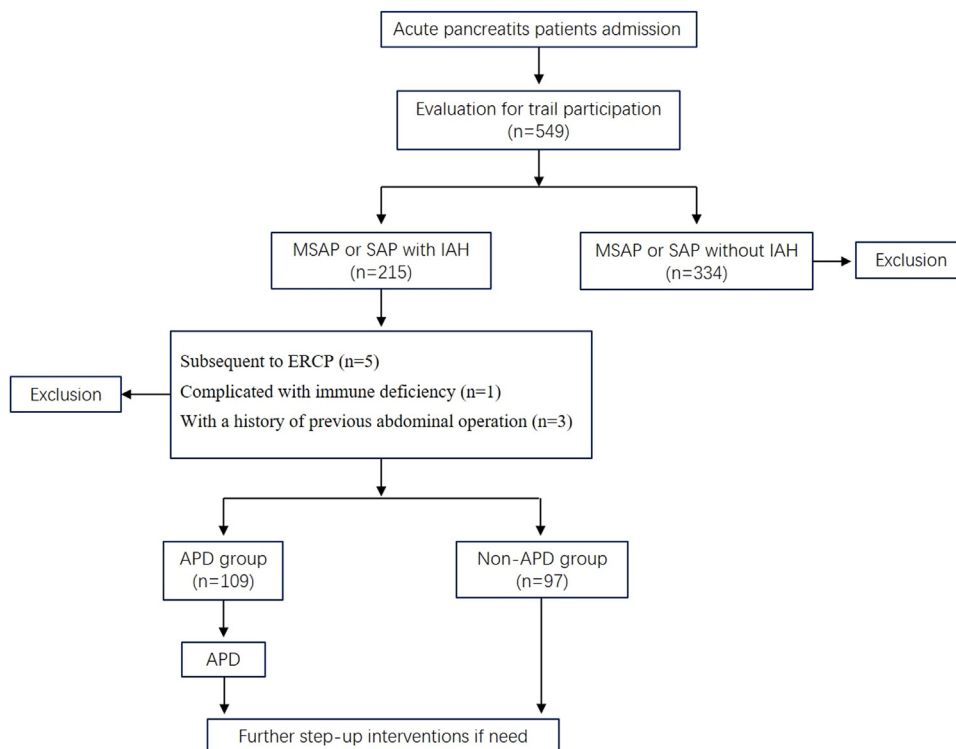 Acute pancreatits patients admission
Evaluation for trail participation
(n=549)
MSAP or SAP with IAH
(n=215)
MSAP or SAP without IAH
(n=334)
Exclusion
Subsequent to ERCP (n=5)
Complicated with immune deficiency (n=1)
With a history of previous abdominal operation (n=3)
Exclusion
APD group
(n=109)
Non-APD group
(n=97)
APD
Further step-up interventions if need